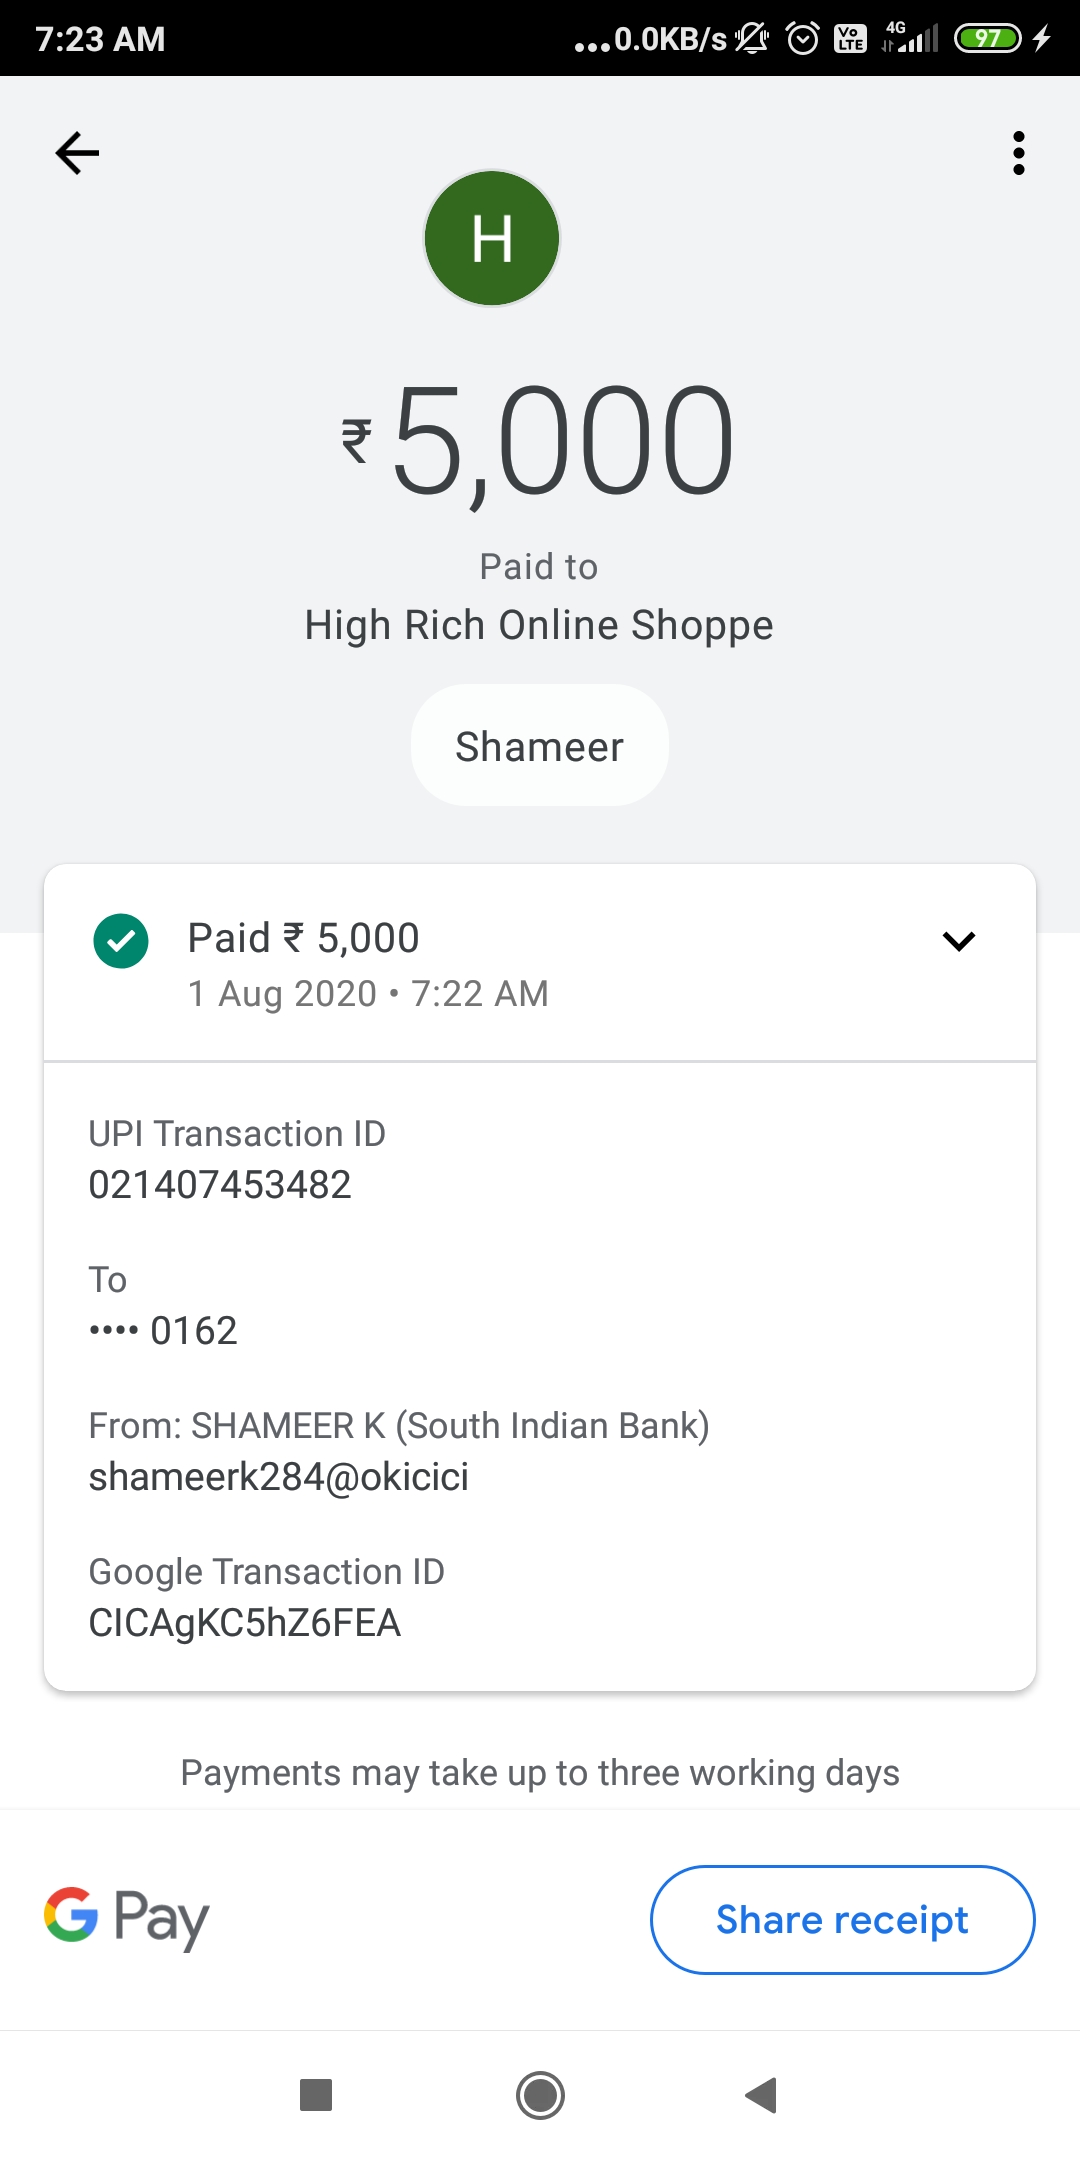 7:23 AM
...0.0KB/s
Vo
LTE
4G
97
H
₹5,000
Paid to
High Rich Online Shoppe
Shameer
Paid ₹ 5,000
1 Aug 2020 • 7:22 AM
UPI Transaction ID
021407453482
To
•••• 0162
From: SHAMEER K (South Indian Bank)
shameerk284@okicici
Google Transaction ID
CICAgKC5hZ6FEA
Payments may take up to three working days
G Pay
Share receipt